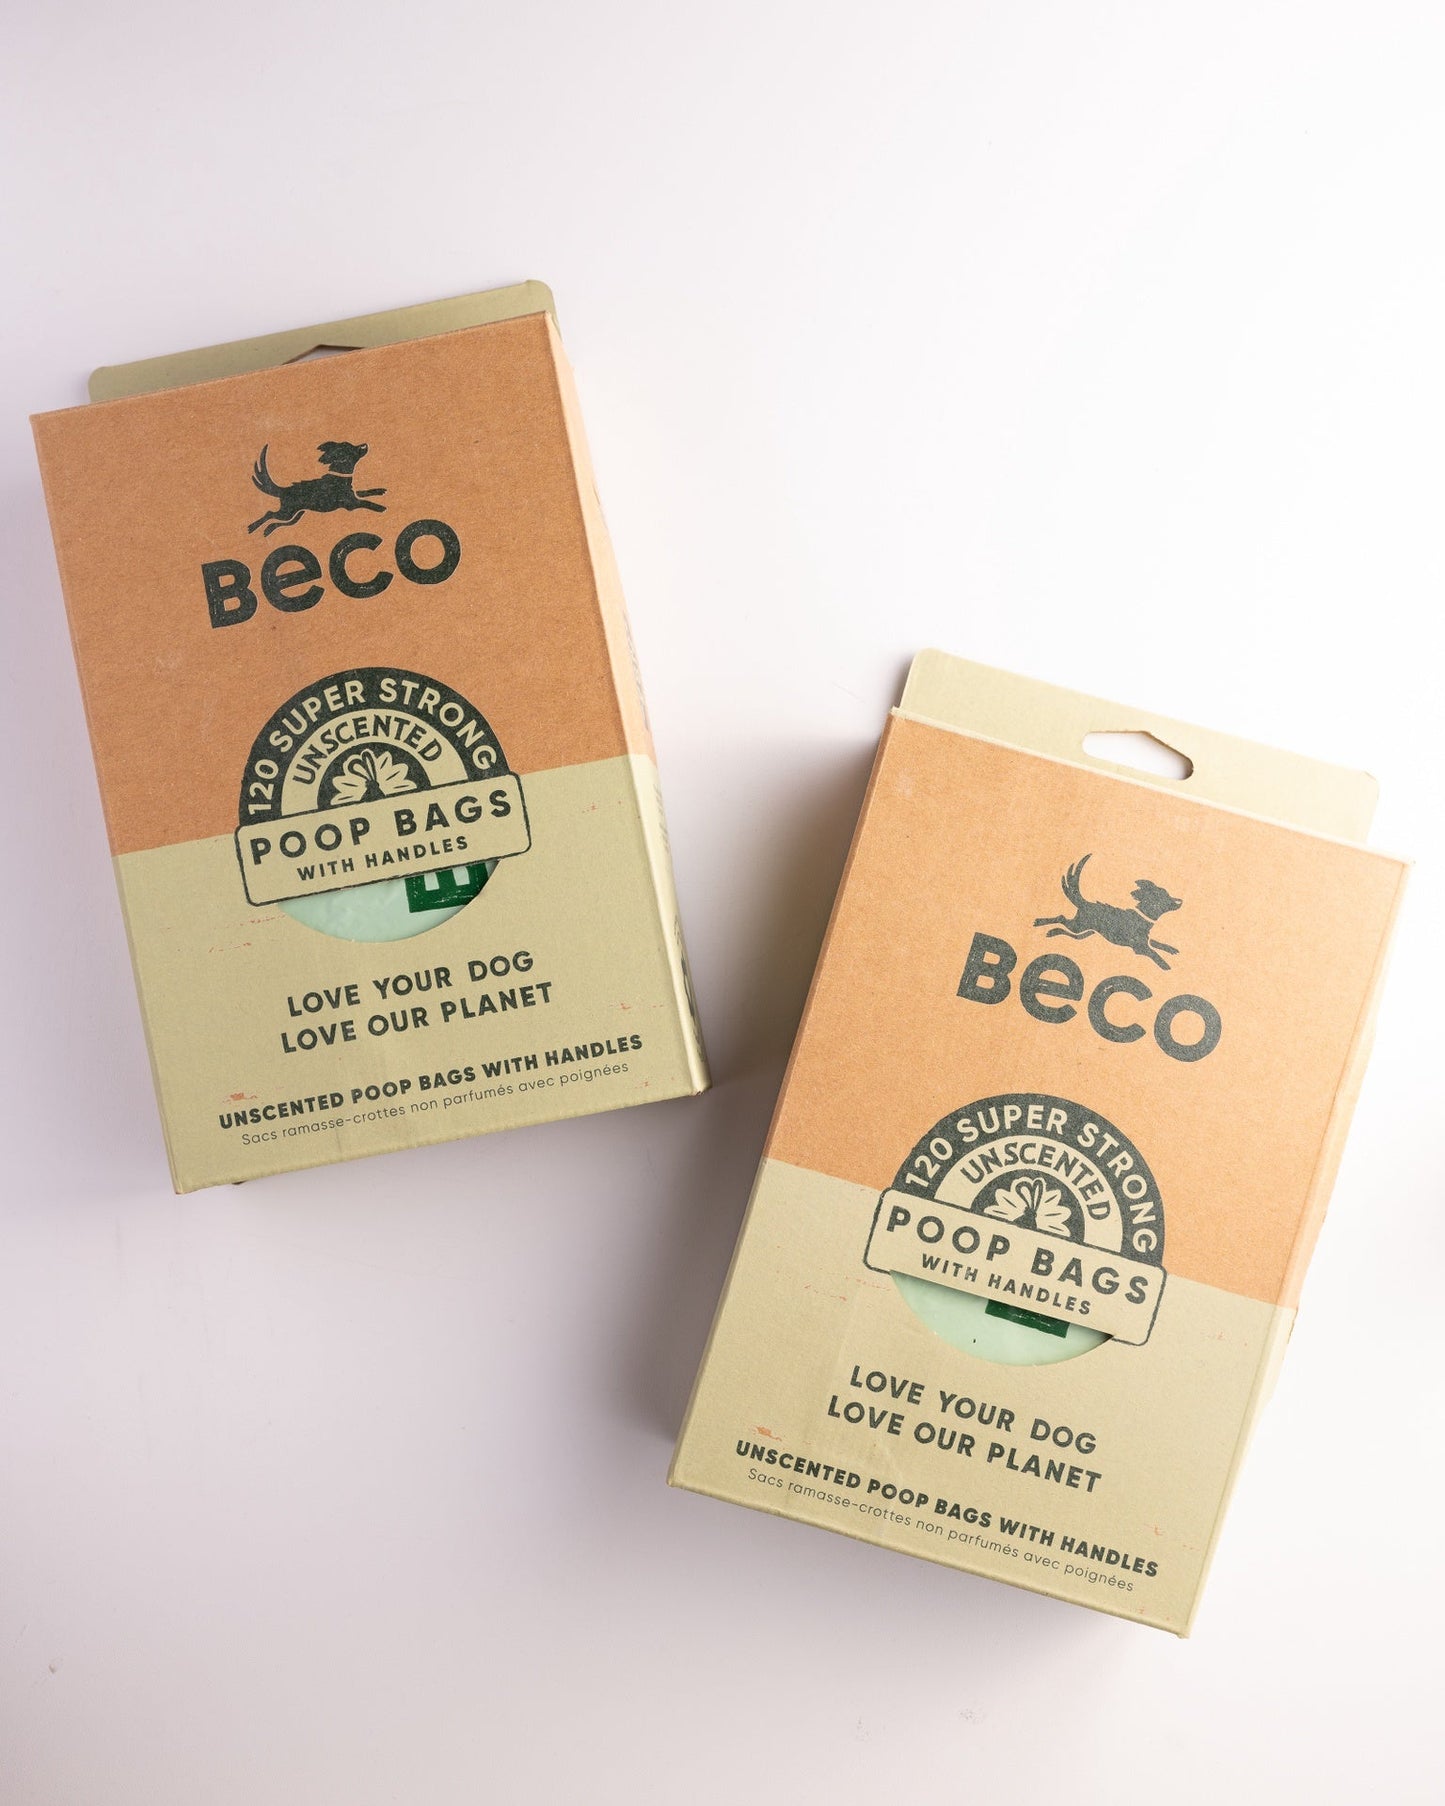 Beco
120 SUPER STRONG
UNSCENTED
POOP BAGS
WITH HANDLES
LOVE YOUR DOG
LOVE OUR PLANET
UNSCENTED POOP BAGS WITH HANDLES
Sacs ramasse-crottes non parfumés avec poignées
Beco
120 SUPER STRONG
UNSCENTED
POOP BAGS
WITH HANDLES
LOVE YOUR DOG
LOVE OUR PLANET
UNSCENTED POOP BAGS WITH HANDLES
Sacs ramasse-crottes non parfumés avec poignées